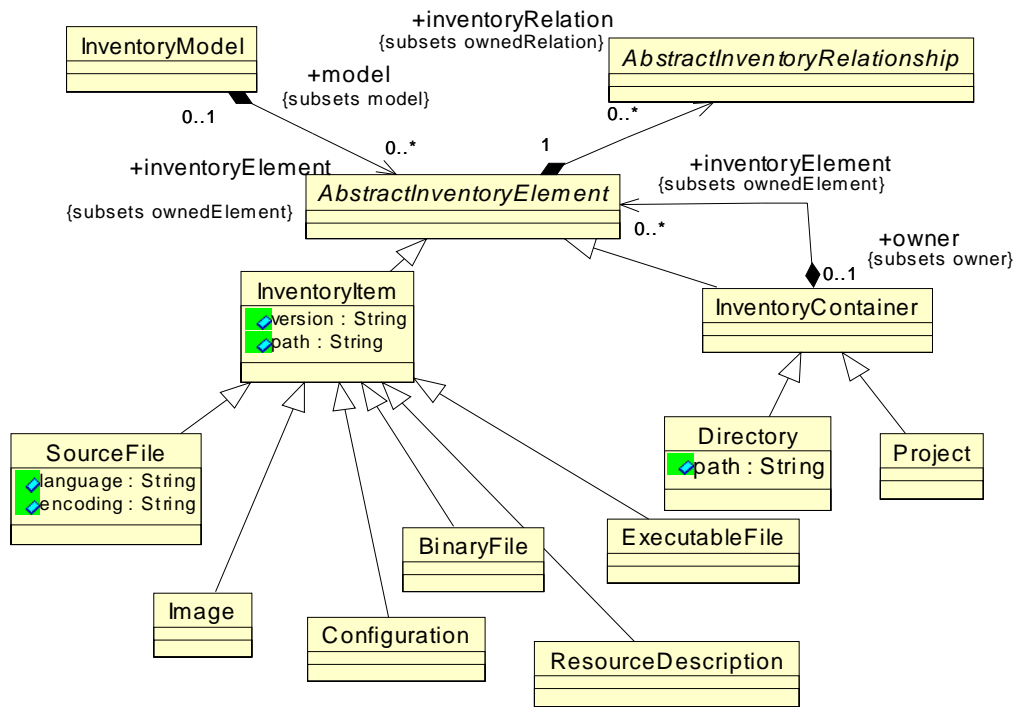 +inventoryRelation
{subsets ownedRelation}
InventoryModel
AbstractInventoryRelationship
+model
{subsets model}
0..1
0..*
0..*
1
+inventoryElement
{subsets ownedElement}
+inventoryElement
{subsets ownedElement}
AbstractInventoryElement
0..*
+owner
{subsets owner}
0..1
InventoryItem
version : String
path : String
InventoryContainer
SourceFile
language : String
encoding : String
Directory
path : String
Project
BinaryFile
ExecutableFile
Image
Configuration
ResourceDescription